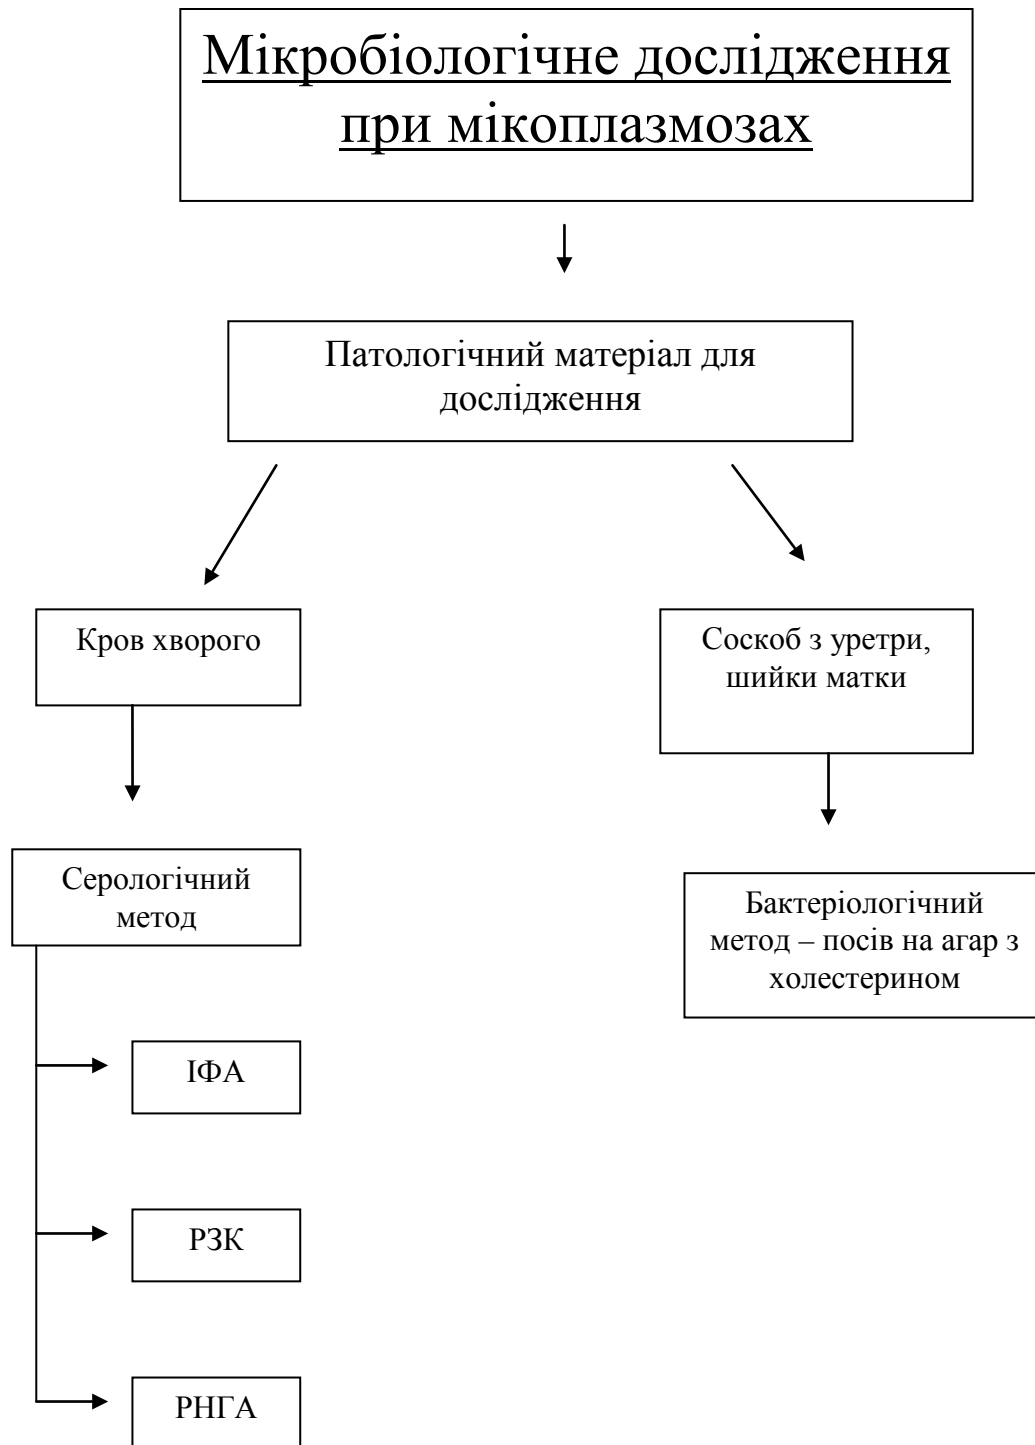 Мікробіологічне дослідження
при мікоплазмозах
Патологічний матеріал для
дослідження
Кров хворого
Соскоб з уретри,
шийки матки
Серологічний
метод
Бактеріологічний
метод – посів на агар з
холестерином
ІФА
РЗК
РНГА